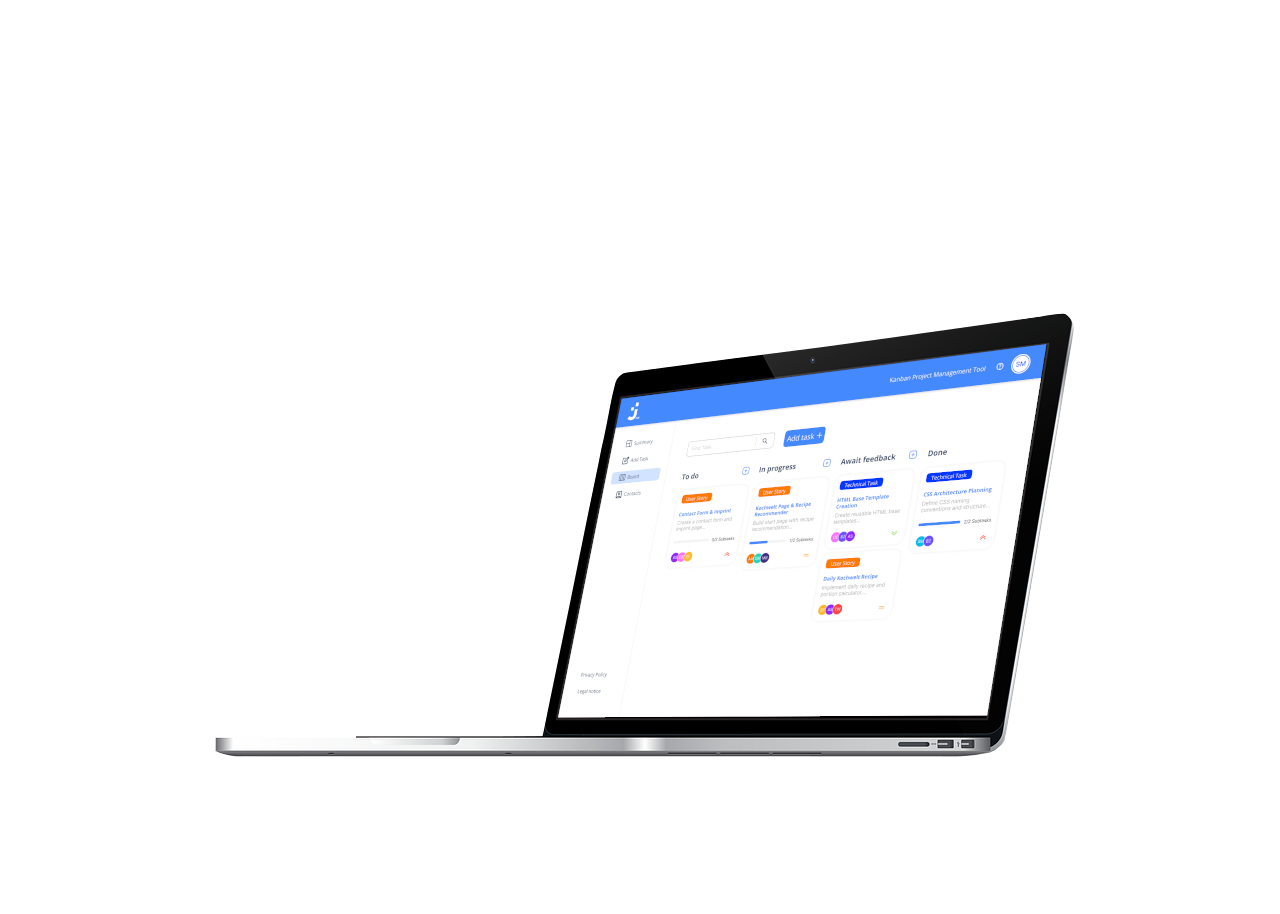 Kanban Project Management Tool
SM
Summary
Add Task
Board
Contacts
Privacy Policy
Legal notice
Find Task
Add task +
To do
User Story
Contact Form & Imprint
Create a contact form and
imprint page...
0/2 Subtasks
In progress
User Story
Kochwelt Page & Recipe
Recommender
Build start page with recipe
recommendation...
1/2 Subtasks
Await feedback
Technical Task
HTML Base Template
Creation
Create reusable HTML base
templates...
User Story
Daily Kochwelt Recipe
Implement daily recipe and
portion calculator...
Done
Technical Task
CSS Architecture Planning
Define CSS naming
conventions and structure...
2/2 Subtasks